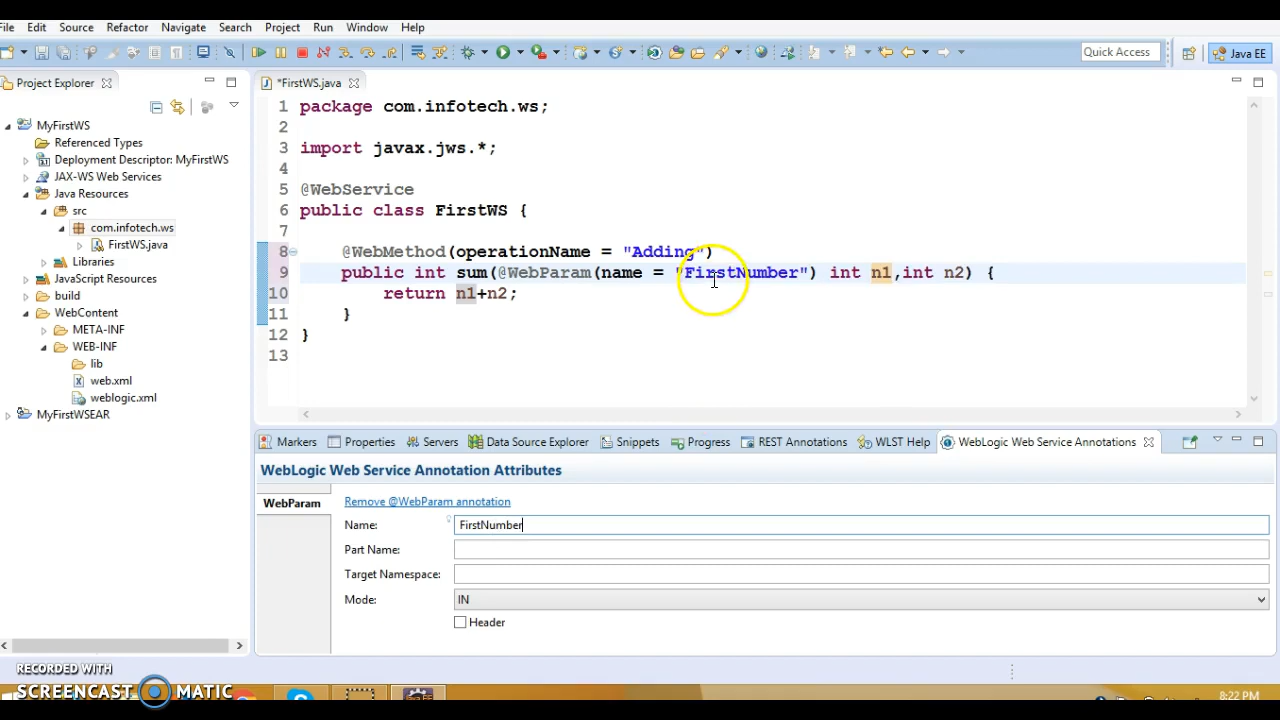 File Edit Source Refactor Navigate Search Project Run Window Help
Quick Access
Java EE
Project Explorer
*FirstWS.java
MyFirstWS
Referenced Types
Deployment Descriptor: MyFirstWS
JAX-WS Web Services
Java Resources
src
com.infotech.ws
FirstWS.java
Libraries
JavaScript Resources
build
WebContent
META-INF
WEB-INF
lib
web.xml
weblogic.xml
MyFirstWSEAR
1 package com.infotech.ws;
2
3 import javax.jws.*;
4
5 @WebService
6 public class FirstWS {
7
8 @WebMethod(operationName = "Adding")
9 public int sum(@WebParam(name = "FirstNumber") int n1,int n2) {
10 return n1+n2;
11 }
12 }
13
Markers Properties Servers Data Source Explorer Snippets Progress REST Annotations WLST Help WebLogic Web Service Annotations
WebLogic Web Service Annotation Attributes
WebParam
Remove @WebParam annotation
Name: FirstNumber
Part Name:
Target Namespace:
Mode: IN
Header
RECORDED WITH
SCREENCAST MATIC
8:22 PM